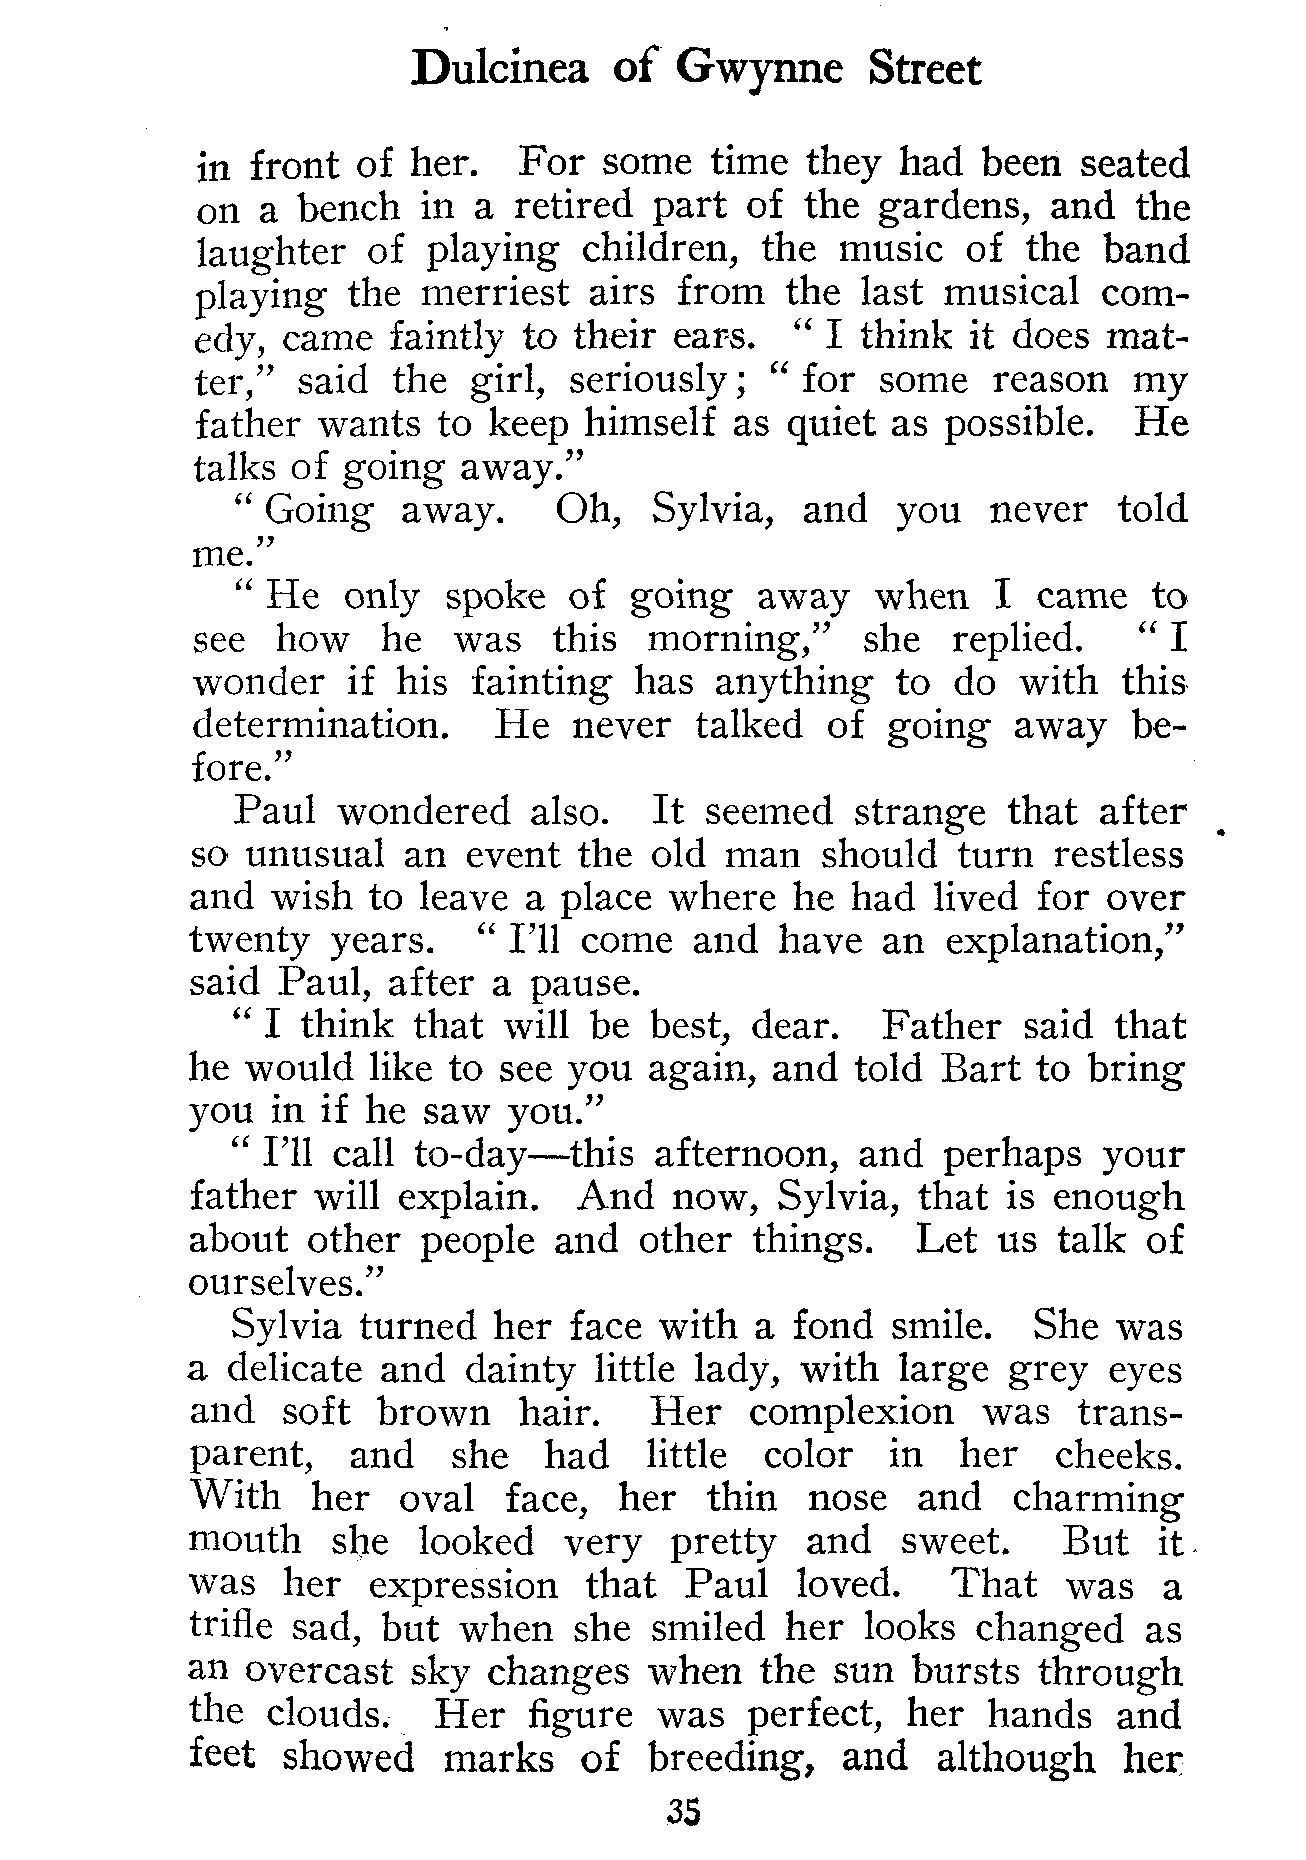 Dulcinea of Gwynne Street
in front of her. For some time they had been seated
on a bench in a retired part of the gardens, and the
laughter of playing children, the music of the band
playing the merriest airs from the last musical com-
edy, came faintly to their ears. “ I think it does mat-
ter,” said the girl, seriously; “ for some reason my
father wants to keep himself as quiet as possible. He
talks of going away.”
“ Going away. Oh, Sylvia, and you never told
me.”
“ He only spoke of going away when I came to
see how he was this morning,” she replied. “ I
wonder if his fainting has anything to do with this
determination. He never talked of going away be-
fore.”
Paul wondered also. It seemed strange that after
so unusual an event the old man should turn restless
and wish to leave a place where he had lived for over
twenty years. “ I’ll come and have an explanation,”
said Paul, after a pause.
“ I think that will be best, dear. Father said that
he would like to see you again, and told Bart to bring
you in if he saw you.”
“ I’ll call to-day—this afternoon, and perhaps your
father will explain. And now, Sylvia, that is enough
about other people and other things. Let us talk of
ourselves.”
Sylvia turned her face with a fond smile. She was
a delicate and dainty little lady, with large grey eyes
and soft brown hair. Her complexion was trans-
parent, and she had little color in her cheeks.
With her oval face, her thin nose and charming
mouth she looked very pretty and sweet. But it
was her expression that Paul loved. That was a
trifle sad, but when she smiled her looks changed as
an overcast sky changes when the sun bursts through
the clouds. Her figure was perfect, her hands and
feet showed marks of breeding, and although her
35